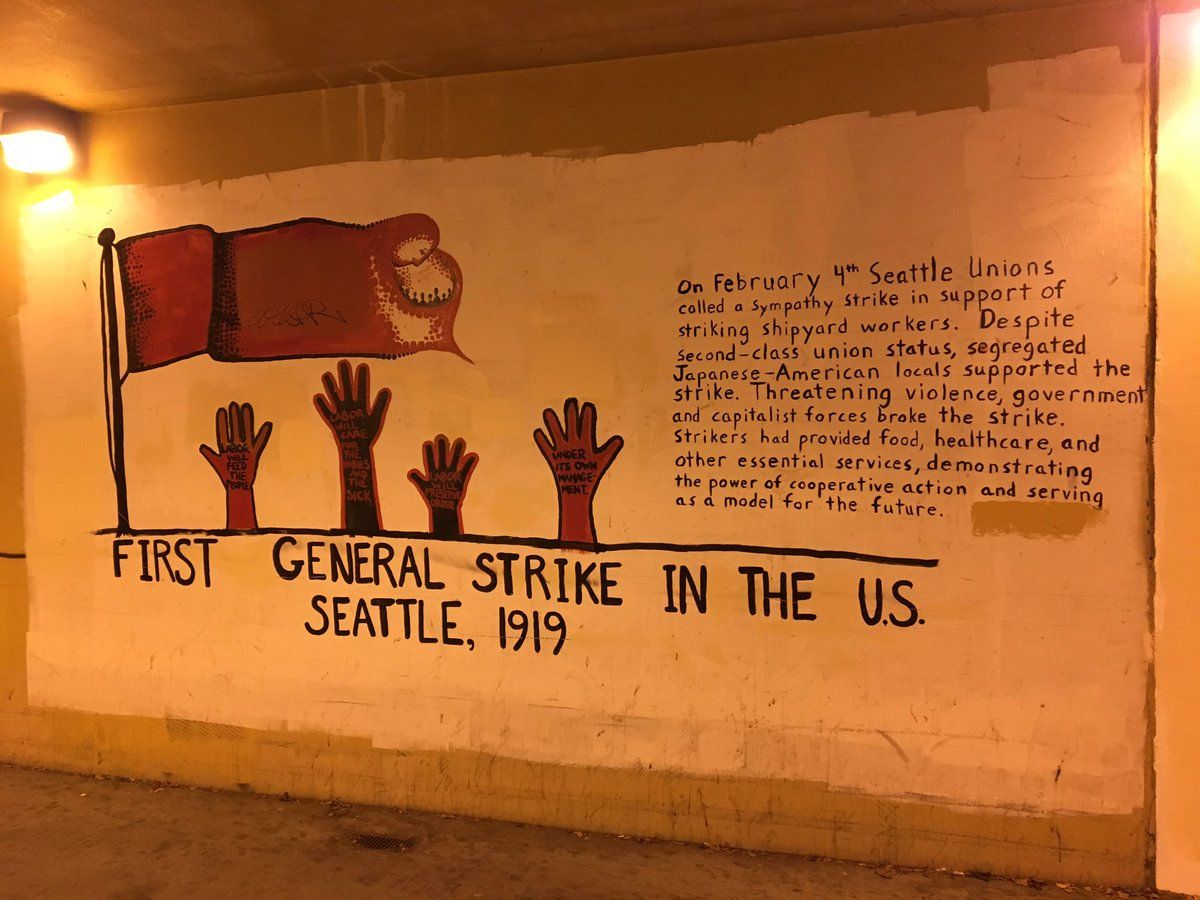 On February 4th Seattle Unions
called a sympathy strike in support of
striking shipyard workers. Despite
second-class union status, segregated
Japanese-American locals supported the
strike. Threatening violence, government
and capitalist forces broke the strike.
Strikers had provided food, healthcare, and
other essential services, demonstrating
the power of cooperative action and serving
as a model for the future.
LABOR
WILL
FEED
THE
PEOPLE
LABOR
WILL
CARE
FOR
THE
BABIES
AND
THE
SICK
LABOR
WILL
PRESERVE
ORDER
UNDER
ITS OWN
MANAGE-
MENT.
FIRST GENERAL STRIKE IN THE U.S.
SEATTLE, 1919